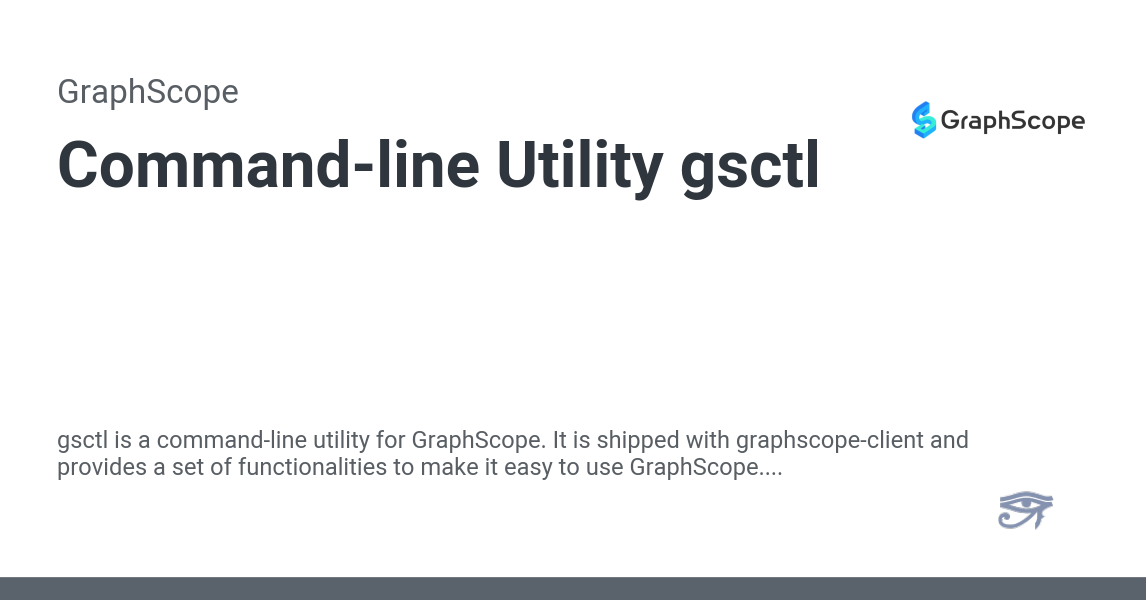 GraphScope
GraphScope
Command-line Utility gsctl
gsctl is a command-line utility for GraphScope. It is shipped with graphscope-client and
provides a set of functionalities to make it easy to use GraphScope....